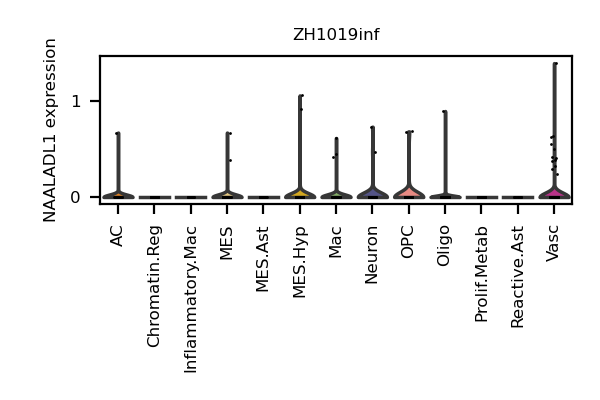 ZH1019inf
NAALADL1 expression
1
0
AC
Chromatin.Reg
Inflammatory.Mac
MES
MES.Ast
MES.Hyp
Mac
Neuron
OPC
Oligo
Prolif.Metab
Reactive.Ast
Vasc